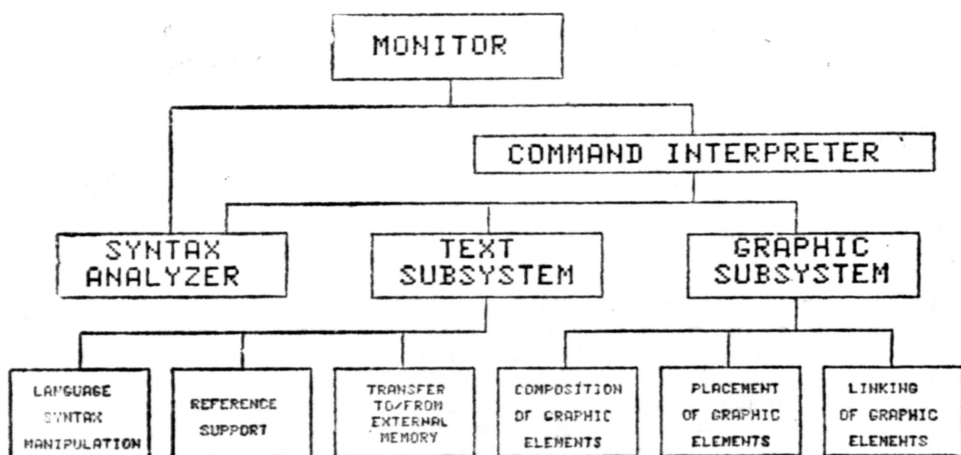 MONITOR
COMMAND INTERPRETER
SYNTAX
ANALYZER
TEXT
SUBSYSTEM
GRAPHIC
SUBSYSTEM
LANGUAGE
SYNTAX
MANIPULATION
REFERENCE
SUPPORT
TRANSFER
TO/FROM
EXTERNAL
MEMORY
COMPOSITION
OF GRAPHIC
ELEMENTS
PLACEMENT
OF GRAPHIC
ELEMENTS
LINKING
OF GRAPHIC
ELEMENTS